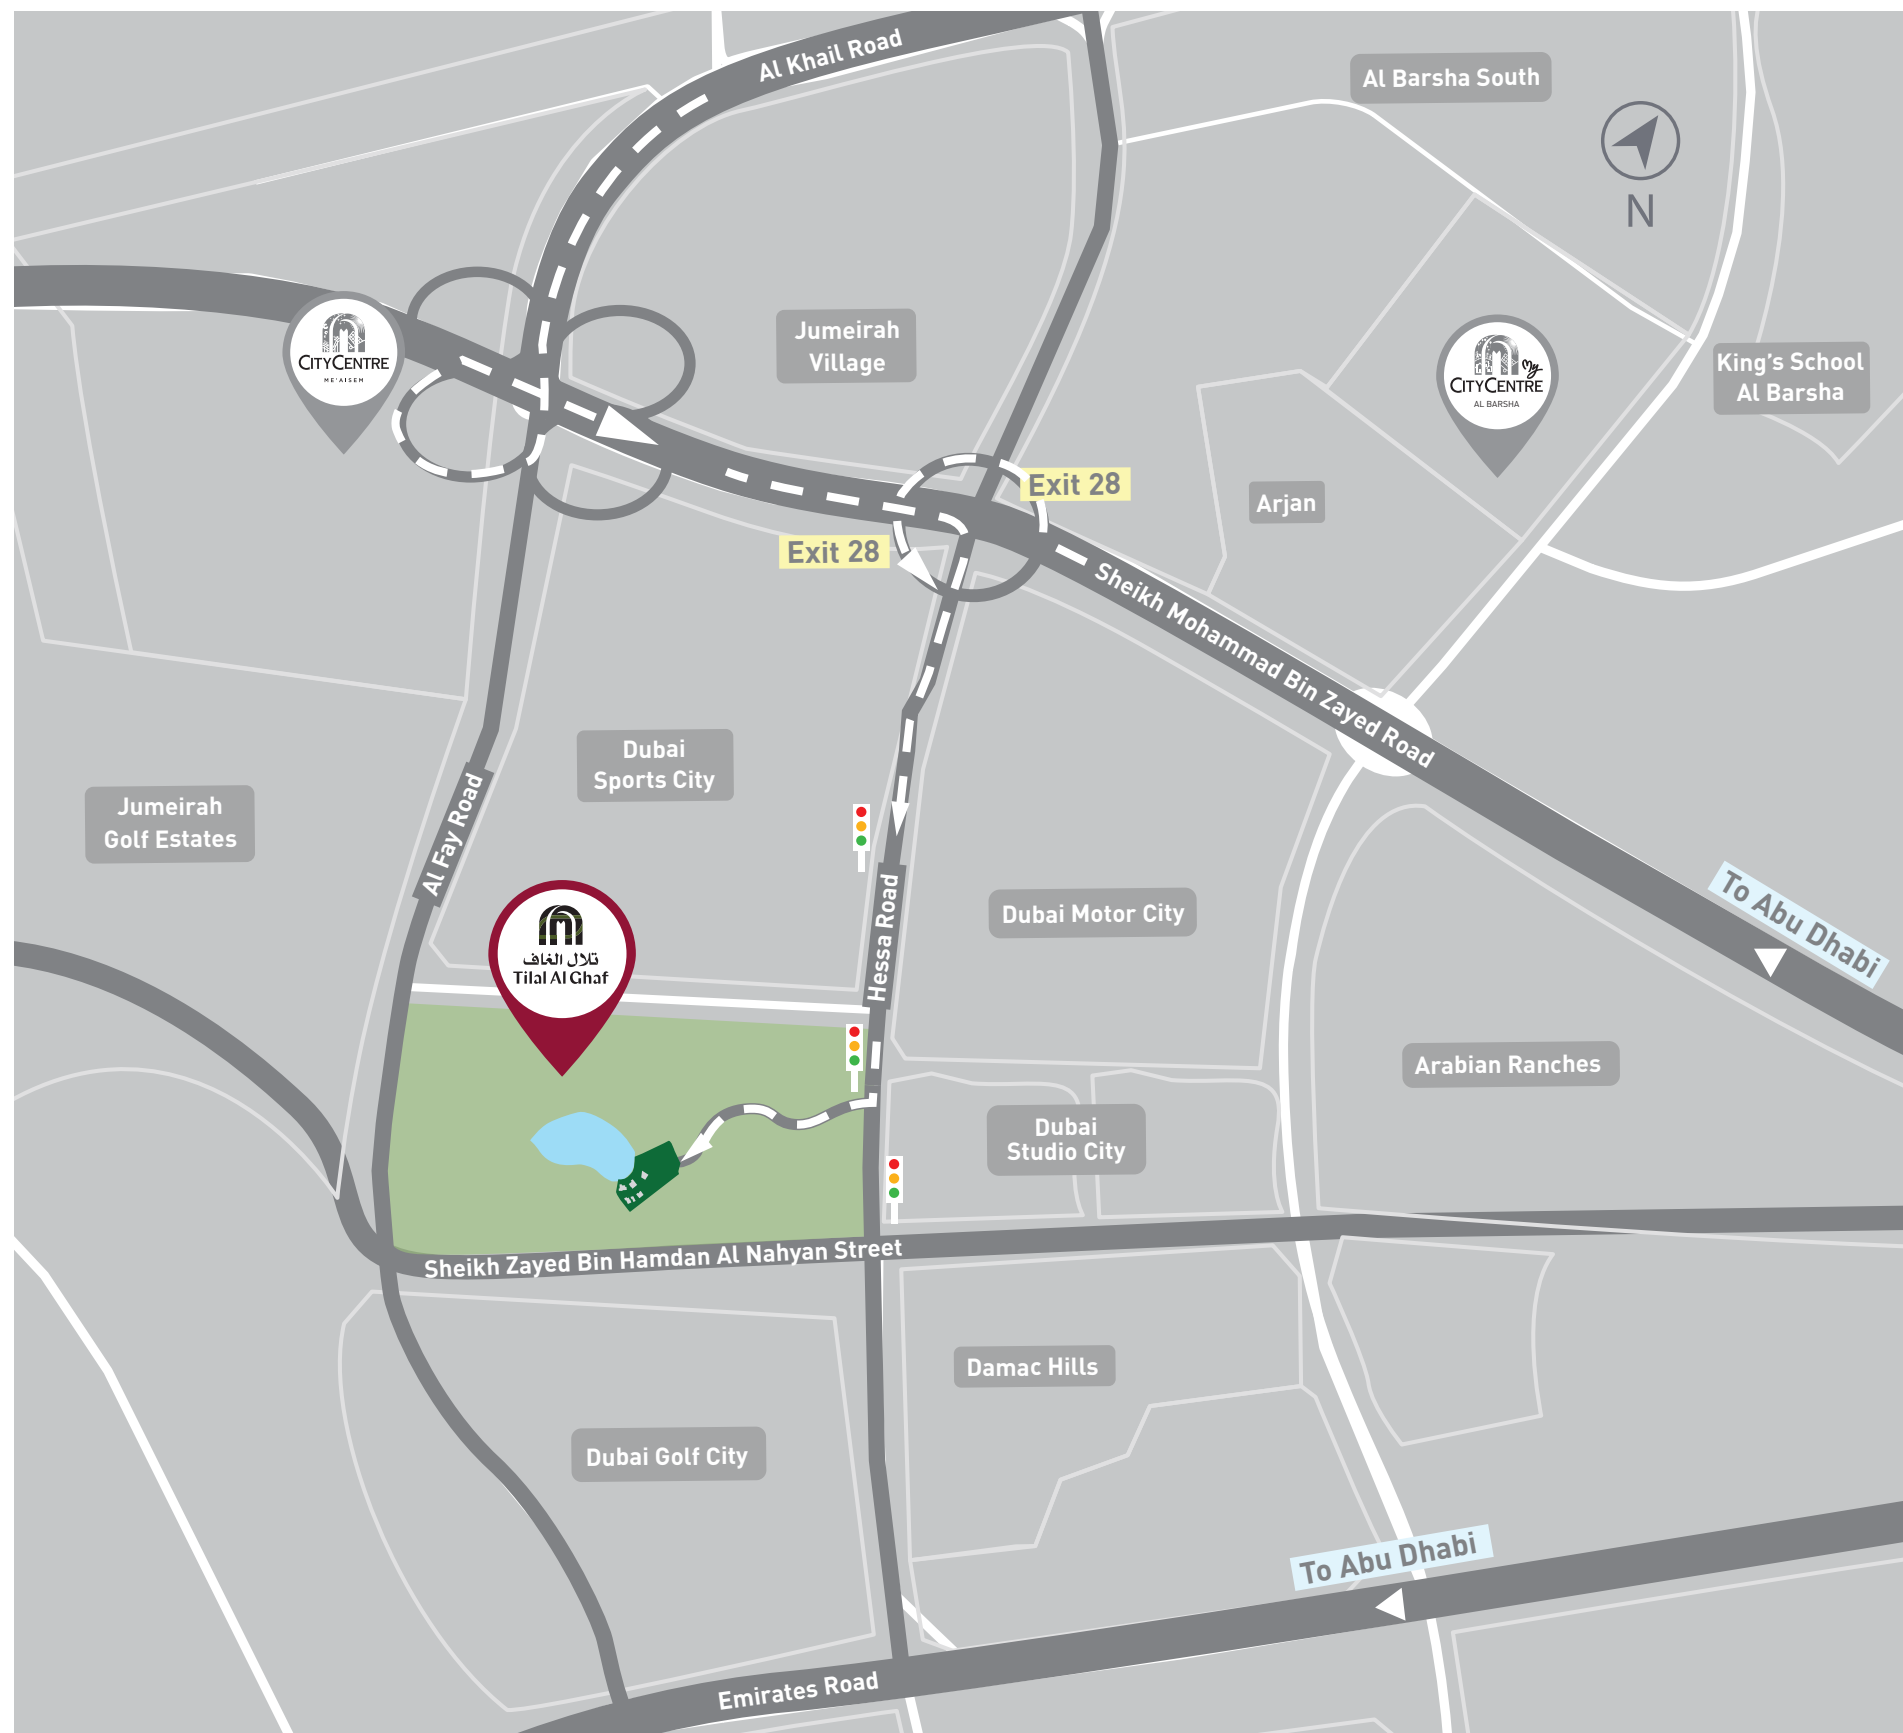 Al Khail Road
Al Barsha South
N
CITY CENTRE
ME'AISEM
Jumeirah
Village
My
CITY CENTRE
AL BARSHA
King's School
Al Barsha
Exit 28
Arjan
Exit 28
Sheikh Mohammad Bin Zayed Road
Dubai
Sports City
Jumeirah
Golf Estates
Al Fay Road
To Abu Dhabi
Hessa Road
Dubai Motor City
تلال الغاف
Tilal Al Ghaf
Arabian Ranches
Dubai
Studio City
Sheikh Zayed Bin Hamdan Al Nahyan Street
Damac Hills
Dubai Golf City
To Abu Dhabi
Emirates Road